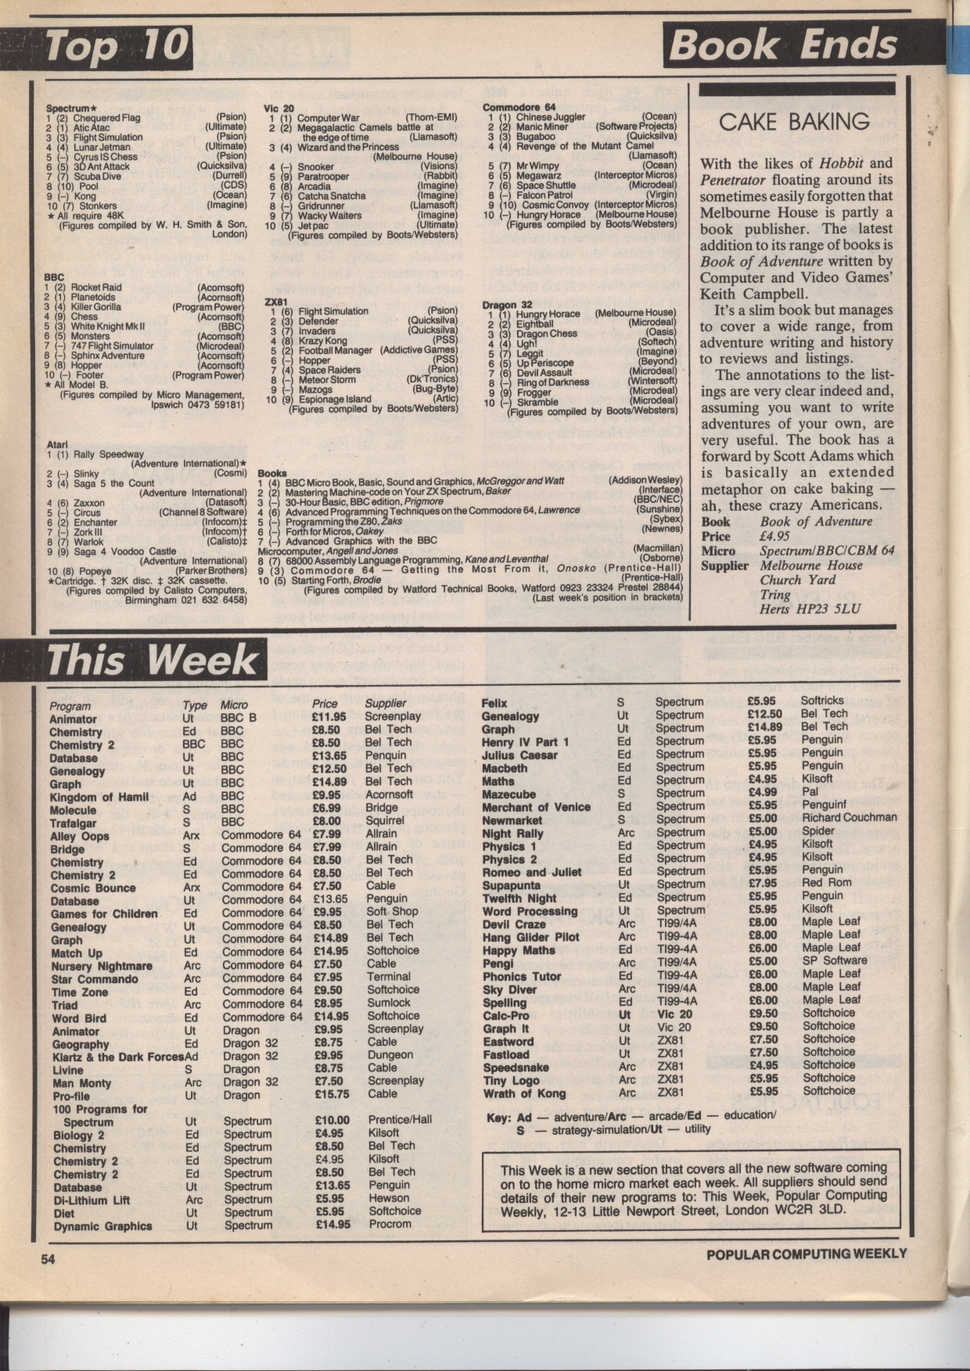 Top 10
Book Ends
Spectrum★
1 (2) Chequered Flag (Psion)
2 (1) Atic Atac (Ultimate)
3 (3) Flight Simulation (Psion)
4 (4) Lunar Jetman (Ultimate)
5 (–) Cyrus IS Chess (Psion)
6 (5) 3D Ant Attack (Quicksilva)
7 (7) Scuba Dive (Durrell)
8 (10) Pool (CDS)
9 (–) Kong (Ocean)
10 (7) Stonkers (Imagine)
★ All require 48K
(Figures compiled by W. H. Smith & Son,
London)
Vic 20
1 (1) Computer War (Thorn-EMI)
2 (2) Megagalactic Camels battle at
the edge of time (Llamasoft)
3 (4) Wizard and the Princess
(Melbourne House)
4 (–) Snooker (Visions)
5 (9) Paratrooper (Rabbit)
6 (8) Arcadia (Imagine)
7 (6) Catcha Snatcha (Imagine)
8 (–) Gridrunner (Llamasoft)
9 (7) Wacky Waiters (Imagine)
10 (5) Jet pac (Ultimate)
(Figures compiled by Boots/Websters)
Commodore 64
1 (1) Chinese Juggler (Ocean)
2 (2) Manic Miner (Software Projects)
3 (3) Bugaboo (Quicksilva)
4 (4) Revenge of the Mutant Camel
(Llamasoft)
5 (7) Mr Wimpy (Ocean)
6 (5) Megawarz (Interceptor Micros)
7 (6) Space Shuttle (Microdeal)
8 (–) Falcon Patrol (Virgin)
9 (10) Cosmic Convoy (Interceptor Micros)
10 (–) Hungry Horace (Melbourne House)
(Figures compiled by Boots/Websters)
BBC
1 (2) Rocket Raid (Acornsoft)
2 (1) Planetoids (Acornsoft)
3 (4) Killer Gorilla (Program Power)
4 (9) Chess (Acornsoft)
5 (3) White Knight Mk II (BBC)
6 (5) Monsters (Acornsoft)
7 (–) 747 Flight Simulator (Microdeal)
8 (–) Sphinx Adventure (Acornsoft)
9 (8) Hopper (Acornsoft)
10 (–) Footer (Program Power)
★ All Model B.
(Figures compiled by Micro Management,
Ipswich 0473 59181)
ZX81
1 (6) Flight Simulation (Psion)
2 (3) Defender (Quicksilva)
3 (7) Invaders (Quicksilva)
4 (8) Krazy Kong (PSS)
5 (2) Football Manager (Addictive Games)
6 (–) Hopper (PSS)
7 (4) Space Raiders (Psion)
8 (–) Meteor Storm (Dk'Tronics)
9 (–) Mazogs (Bug-Byte)
10 (9) Espionage Island (Artic)
(Figures compiled by Boots/Websters)
Dragon 32
1 (1) Hungry Horace (Melbourne House)
2 (2) Eightball (Microdeal)
3 (3) Dragon Chess (Oasis)
4 (4) Ugh! (Softech)
5 (7) Leggit (Imagine)
6 (5) Up Periscope (Beyond)
7 (6) Devil Assault (Microdeal)
8 (–) Ring of Darkness (Wintersoft)
9 (9) Frogger (Microdeal)
10 (–) Skramble (Microdeal)
(Figures compiled by Boots/Websters)
Atari
1 (1) Rally Speedway
(Adventure International)★
2 (–) Slinky (Cosmi)
3 (4) Saga 5 the Count
(Adventure International)
4 (6) Zaxxon (Datasoft)
5 (–) Circus (Channel 8 Software)
6 (2) Enchanter (Infocom)‡
7 (–) Zork III (Infocom)†
8 (7) Warlok (Calisto)‡
9 (9) Saga 4 Voodoo Castle
(Adventure International)
10 (8) Popeye (Parker Brothers)
★Cartridge. † 32K disc. ‡ 32K cassette.
(Figures compiled by Calisto Computers,
Birmingham 021 632 6458)
Books
1 (4) BBC Micro Book, Basic, Sound and Graphics, McGreggor and Watt (Addison Wesley)
2 (2) Mastering Machine-code on Your ZX Spectrum, Baker (Interface)
3 (–) 30-Hour Basic, BBC edition, Prigmore (BBC/NEC)
4 (6) Advanced Programming Techniques on the Commodore 64, Lawrence (Sunshine)
5 (–) Programming the Z80, Zaks (Sybex)
6 (–) Forth for Micros, Oakey (Newnes)
7 (–) Advanced Graphics with the BBC
Microcomputer, Angell and Jones (Macmillan)
8 (7) 68000 Assembly Language Programming, Kane and Leventhal (Osborne)
9 (3) Commodore 64 — Getting the Most From it, Onosko (Prentice-Hall)
10 (5) Starting Forth, Brodie (Prentice-Hall)
(Figures compiled by Watford Technical Books, Watford 0923 23324 Prestel 28844)
(Last week's position in brackets)
CAKE BAKING
With the likes of Hobbit and
Penetrator floating around its
sometimes easily forgotten that
Melbourne House is partly a
book publisher. The latest
addition to its range of books is
Book of Adventure written by
Computer and Video Games'
Keith Campbell.
It's a slim book but manages
to cover a wide range, from
adventure writing and history
to reviews and listings.
The annotations to the list-
ings are very clear indeed and,
assuming you want to write
adventures of your own, are
very useful. The book has a
forward by Scott Adams which
is basically an extended
metaphor on cake baking —
ah, these crazy Americans.
Book Book of Adventure
Price £4.95
Micro Spectrum/BBC/CBM 64
Supplier Melbourne House
Church Yard
Tring
Herts HP23 5LU
This Week
Program Type Micro Price Supplier
Animator Ut BBC B £11.95 Screenplay
Chemistry Ed BBC £8.50 Bel Tech
Chemistry 2 BBC BBC £8.50 Bel Tech
Database Ut BBC £13.65 Penquin
Genealogy Ut BBC £12.50 Bel Tech
Graph Ut BBC £14.89 Bel Tech
Kingdom of Hamil Ad BBC £9.95 Acornsoft
Molecule S BBC £6.99 Bridge
Trafalgar S BBC £8.00 Squirrel
Alley Oops Arx Commodore 64 £7.99 Allrain
Bridge S Commodore 64 £7.99 Allrain
Chemistry Ed Commodore 64 £8.50 Bel Tech
Chemistry 2 Ed Commodore 64 £8.50 Bel Tech
Cosmic Bounce Arx Commodore 64 £7.50 Cable
Database Ut Commodore 64 £13.65 Penguin
Games for Children Ed Commodore 64 £9.95 Soft Shop
Genealogy Ut Commodore 64 £8.50 Bel Tech
Graph Ut Commodore 64 £14.89 Bel Tech
Match Up Ed Commodore 64 £14.95 Softchoice
Nursery Nightmare Arc Commodore 64 £7.50 Cable
Star Commando Arc Commodore 64 £7.95 Terminal
Time Zone Ed Commodore 64 £9.50 Softchoice
Triad Arc Commodore 64 £8.95 Sumlock
Word Bird Ed Commodore 64 £14.95 Softchoice
Animator Ut Dragon £9.95 Screenplay
Geography Ed Dragon 32 £8.75 Cable
Klartz & the Dark Forces Ad Dragon 32 £9.95 Dungeon
Livine S Dragon £8.75 Cable
Man Monty Arc Dragon 32 £7.50 Screenplay
Pro-file Ut Dragon £15.75 Cable
100 Programs for
Spectrum Ut Spectrum £10.00 Prentice/Hall
Biology 2 Ed Spectrum £4.95 Kilsoft
Chemistry Ed Spectrum £8.50 Bel Tech
Chemistry 2 Ed Spectrum £4.95 Kilsoft
Chemistry 2 Ed Spectrum £8.50 Bel Tech
Database Ut Spectrum £13.65 Penguin
Di-Lithium Lift Arc Spectrum £5.95 Hewson
Diet Ut Spectrum £5.95 Softchoice
Dynamic Graphics Ut Spectrum £14.95 Procrom
Felix S Spectrum £5.95 Softricks
Genealogy Ut Spectrum £12.50 Bel Tech
Graph Ut Spectrum £14.89 Bel Tech
Henry IV Part 1 Ed Spectrum £5.95 Penguin
Julius Caesar Ed Spectrum £5.95 Penguin
Macbeth Ed Spectrum £5.95 Penguin
Maths Ed Spectrum £4.95 Kilsoft
Mazecube S Spectrum £4.99 Pal
Merchant of Venice Ed Spectrum £5.95 Penguinf
Newmarket S Spectrum £5.00 Richard Couchman
Night Rally Arc Spectrum £5.00 Spider
Physics 1 Ed Spectrum £4.95 Kilsoft
Physics 2 Ed Spectrum £4.95 Kilsoft
Romeo and Juliet Ed Spectrum £5.95 Penguin
Supapunta Ut Spectrum £7.95 Red Rom
Twelfth Night Ed Spectrum £5.95 Penguin
Word Processing Ut Spectrum £5.95 Kilsoft
Devil Craze Arc TI99/4A £8.00 Maple Leaf
Hang Glider Pilot Arc TI99-4A £8.00 Maple Leaf
Happy Maths Ed TI99-4A £6.00 Maple Leaf
Pengi Arc TI99/4A £5.00 SP Software
Phonics Tutor Ed TI99-4A £6.00 Maple Leaf
Sky Diver Arc TI99/4A £8.00 Maple Leaf
Spelling Ed TI99-4A £6.00 Maple Leaf
Calc-Pro Ut Vic 20 £9.50 Softchoice
Graph It Ut Vic 20 £9.50 Softchoice
Eastword Ut ZX81 £7.50 Softchoice
Fastload Ut ZX81 £7.50 Softchoice
Speedsnake Arc ZX81 £4.95 Softchoice
Tiny Logo Arc ZX81 £5.95 Softchoice
Wrath of Kong Arc ZX81 £5.95 Softchoice
Key: Ad — adventure/Arc — arcade/Ed — education/
S — strategy-simulation/Ut — utility
This Week is a new section that covers all the new software coming
on to the home micro market each week. All suppliers should send
details of their new programs to: This Week, Popular Computing
Weekly, 12-13 Little Newport Street, London WC2R 3LD.
54
POPULAR COMPUTING WEEKLY